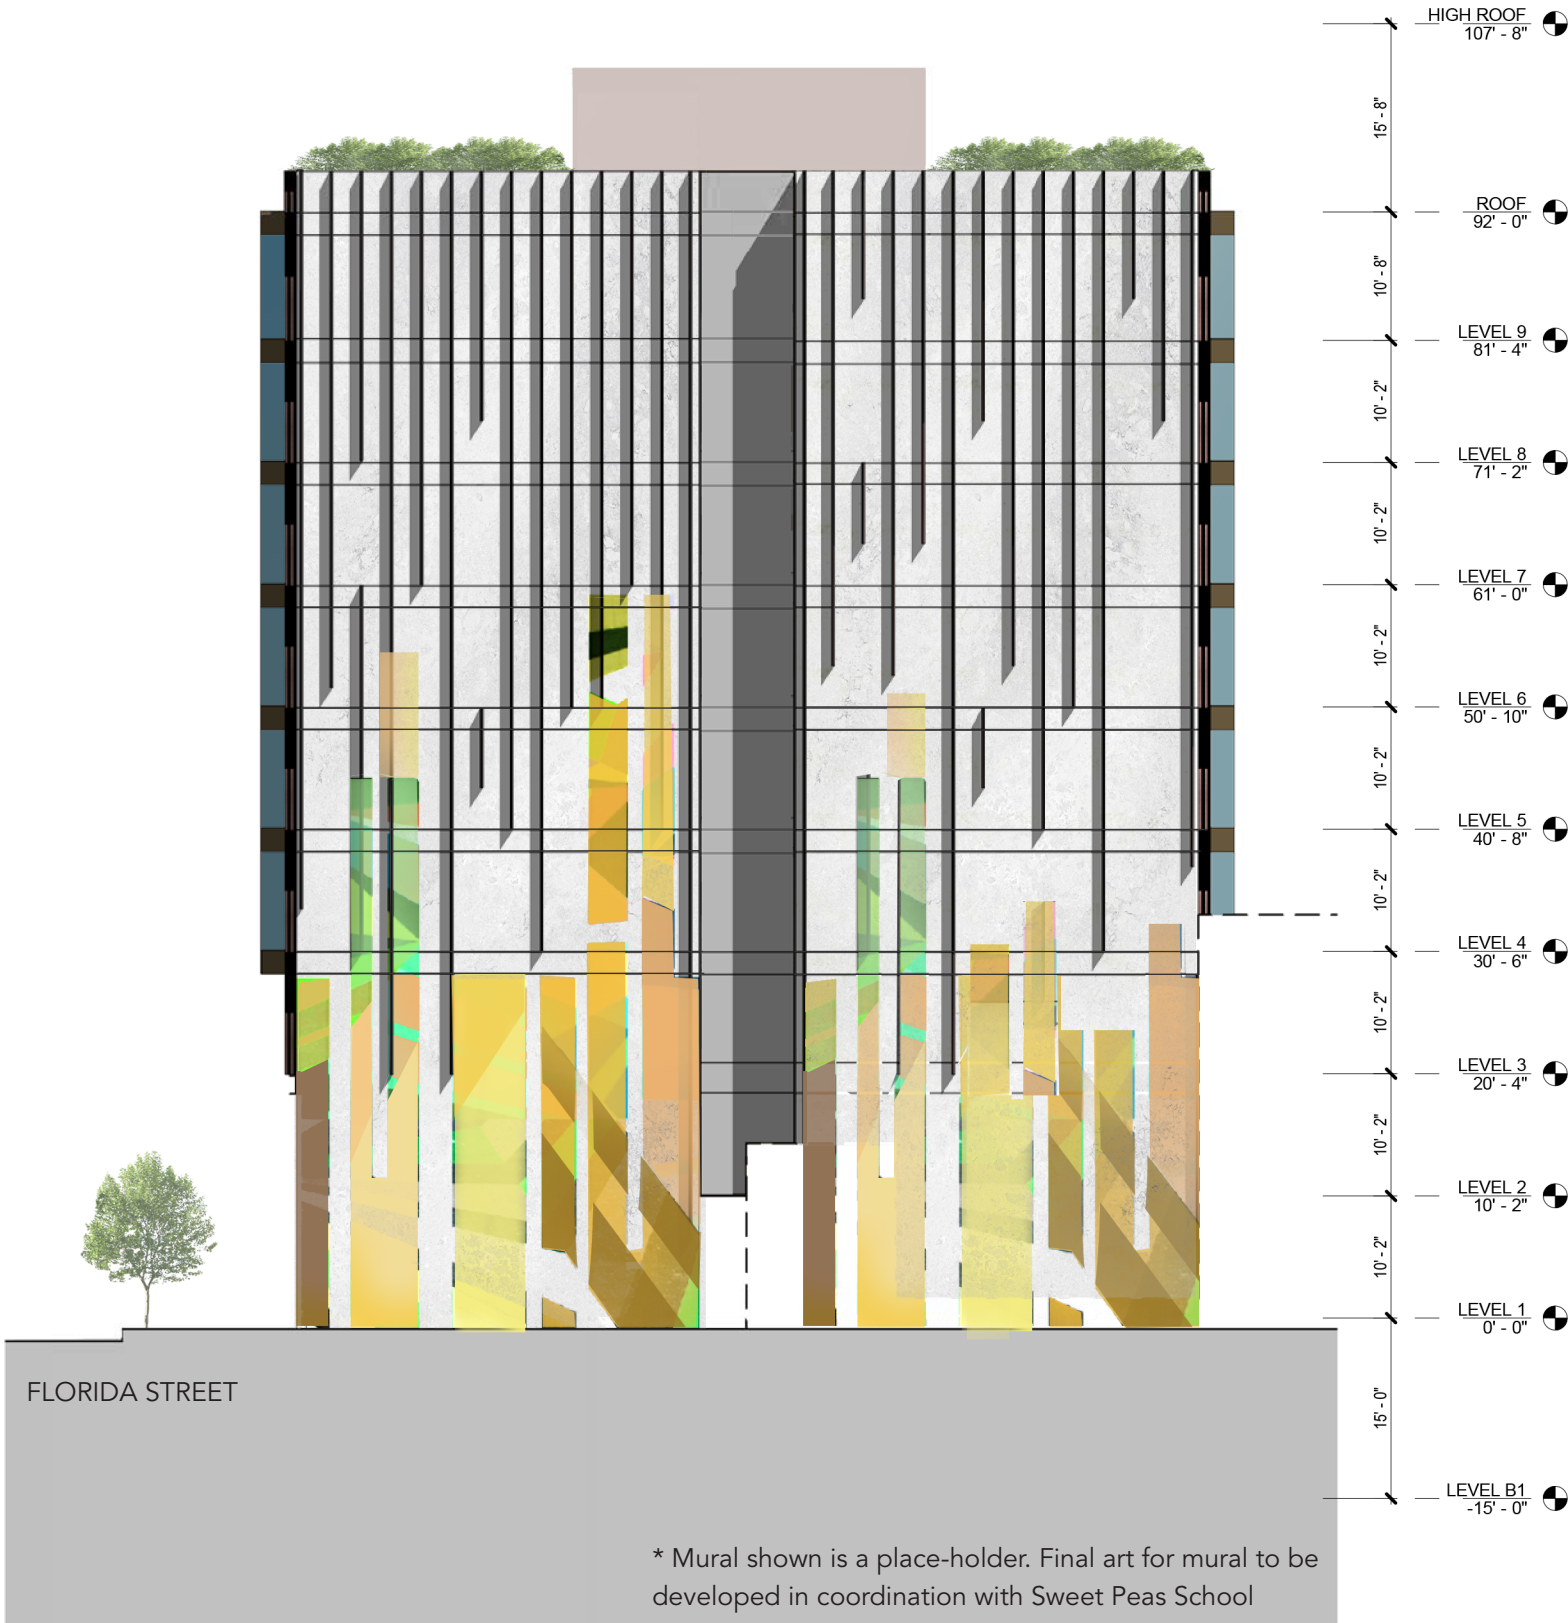 HIGH ROOF
107' - 8"
15' - 8"
ROOF
92' - 0"
10' - 8"
LEVEL 9
81' - 4"
10' - 2"
LEVEL 8
71' - 2"
10' - 2"
LEVEL 7
61' - 0"
10' - 2"
LEVEL 6
50' - 10"
10' - 2"
LEVEL 5
40' - 8"
10' - 2"
LEVEL 4
30' - 6"
10' - 2"
LEVEL 3
20' - 4"
10' - 2"
LEVEL 2
10' - 2"
10' - 2"
LEVEL 1
0' - 0"
FLORIDA STREET
15' - 0"
LEVEL B1
-15' - 0"
* Mural shown is a place-holder. Final art for mural to be
developed in coordination with Sweet Peas School